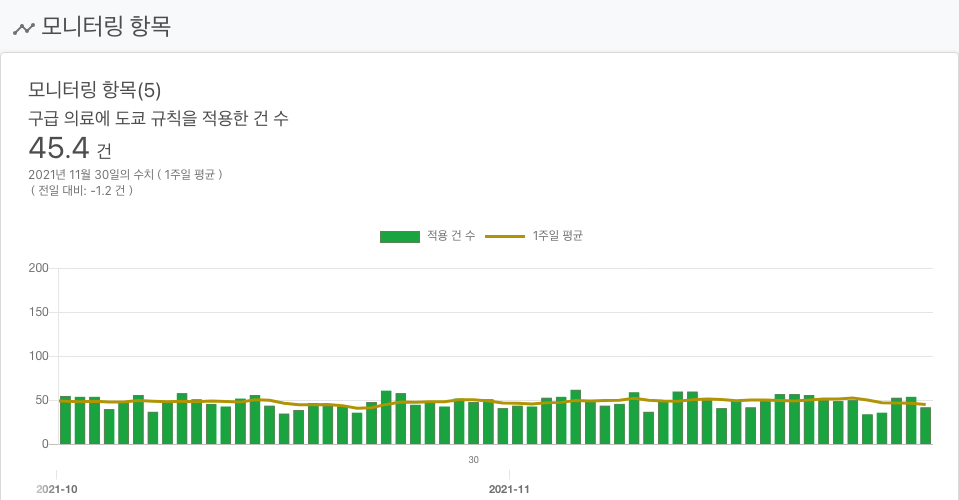 모니터링 항목
모니터링 항목(5)
구급 의료에 도쿄 규칙을 적용한 건 수
45.4 건
2021년 11월 30일의 수치 ( 1주일 평균 )
( 전일 대비: -1.2 건 )
적용 건 수 1주일 평균
200
150
100
50
0
30
2021-10 2021-11